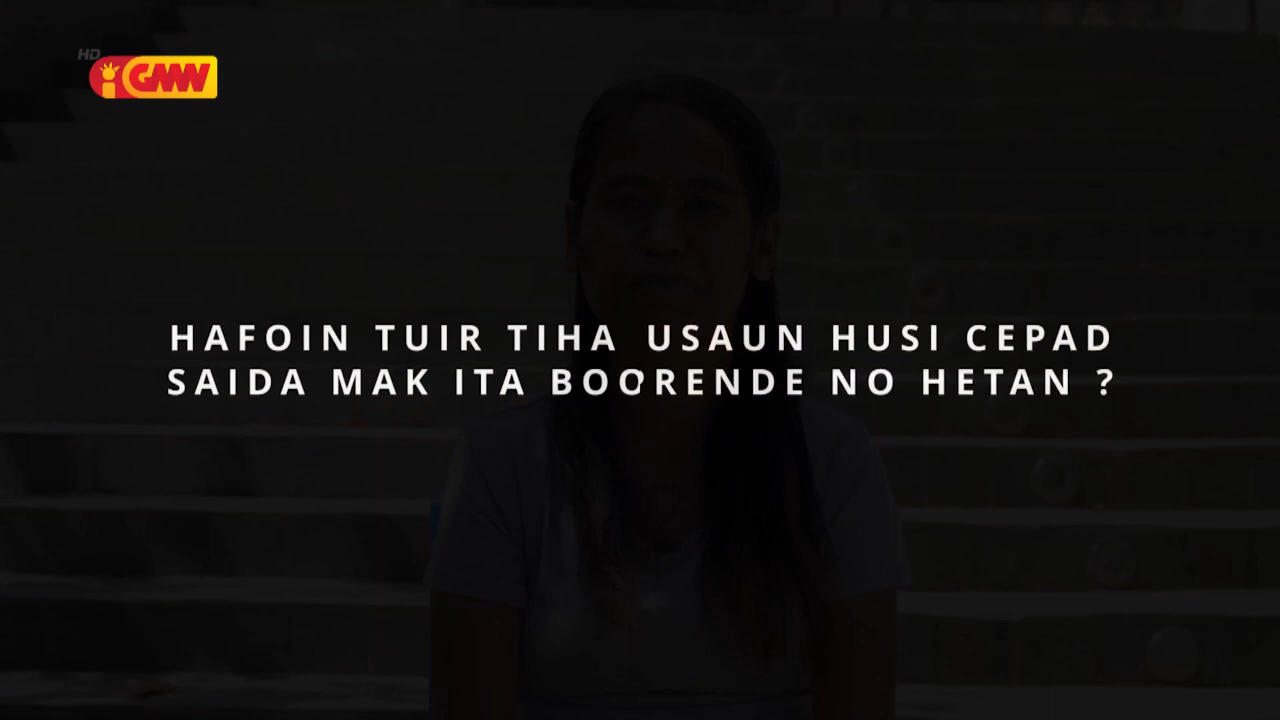 HD
GMN
HAFOIN TUIR TIHA USAUN HUSI CEPAD
SAIDA MAK ITA BOORENDE NO HETAN ?